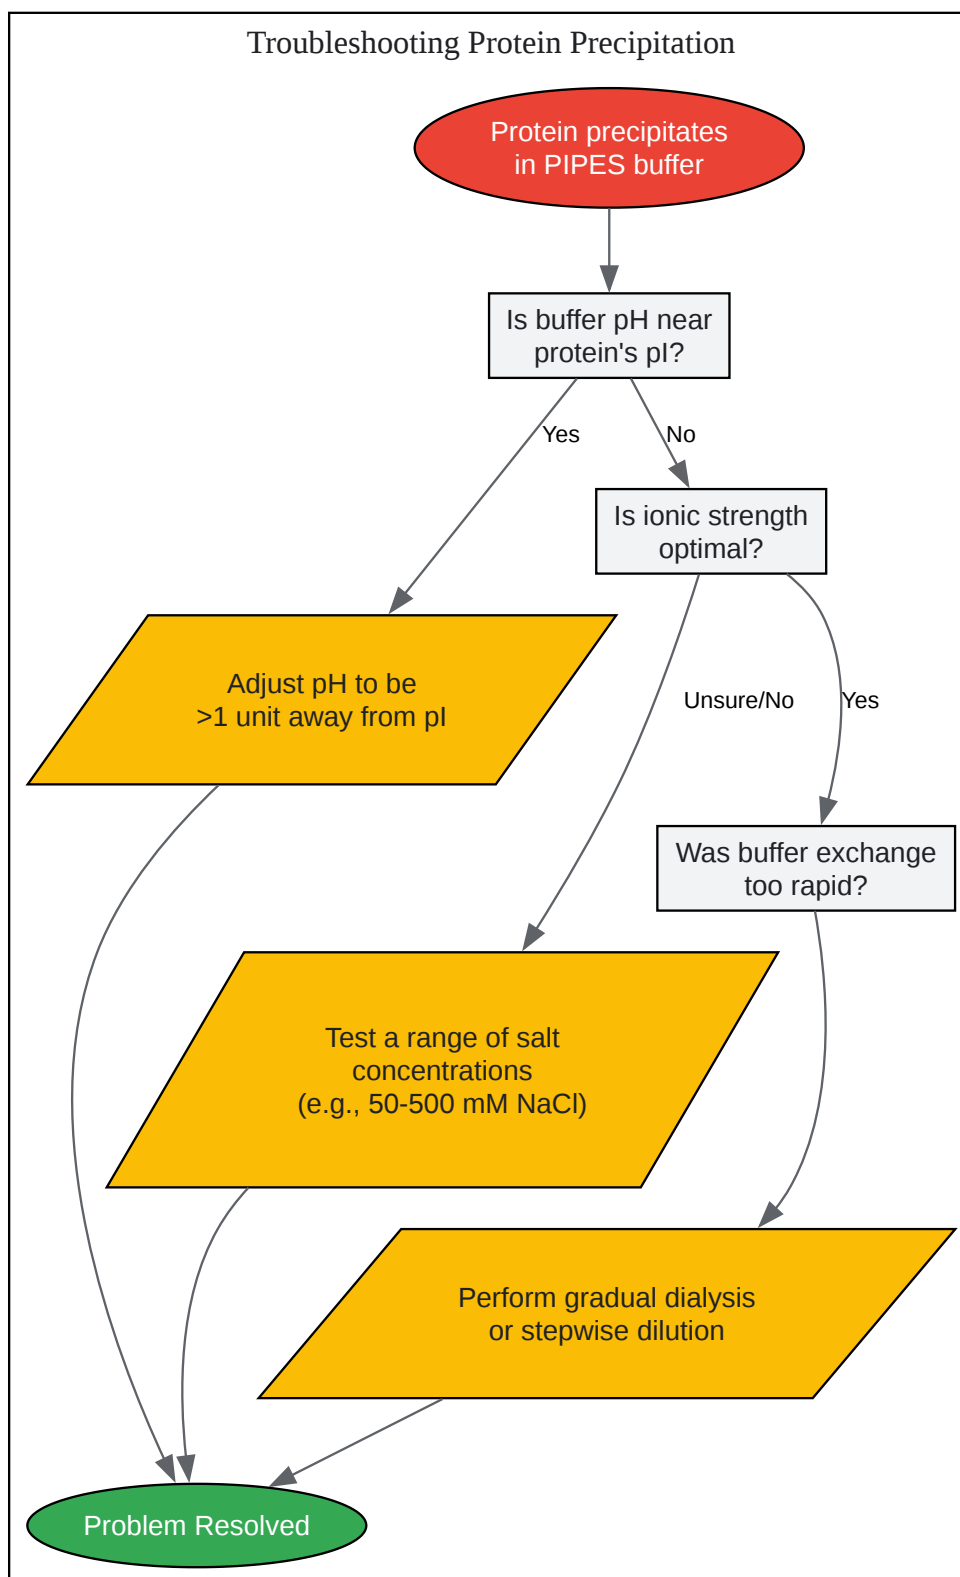 Troubleshooting Protein Precipitation
Protein precipitates
in PIPES buffer
Is buffer pH near
protein's pI?
Yes
No
Is ionic strength
optimal?
Adjust pH to be
>1 unit away from pI
Unsure/No
Yes
Was buffer exchange
too rapid?
Test a range of salt
concentrations
(e.g., 50-500 mM NaCl)
Perform gradual dialysis
or stepwise dilution
Problem Resolved